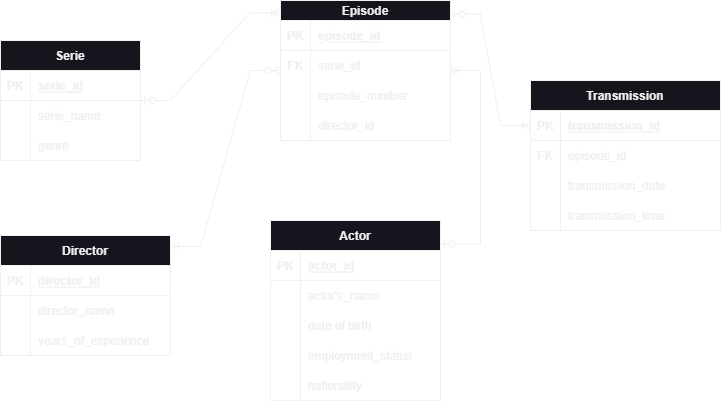 Episode
PK episode_id
FK serie_id
episode_number
director_id
Serie
PK serie_id
serie_name
genre
Transmission
PK transmission_id
FK episode_id
transmission_date
transmission_time
Director
PK director_id
director_name
years_of_experience
Actor
PK actor_id
actor's_name
date of birth
employment_status
nationality